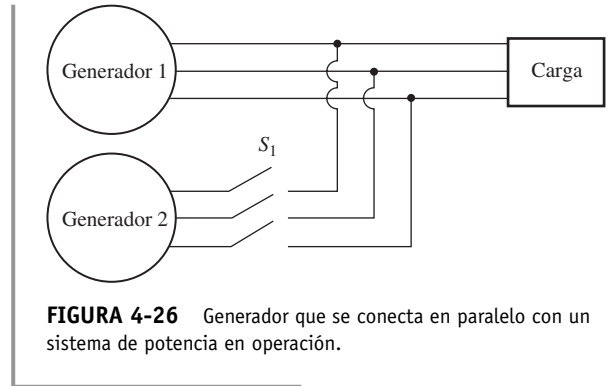 Generador 1
Carga
S₁
Generador 2
FIGURA 4-26 Generador que se conecta en paralelo con un
sistema de potencia en operación.